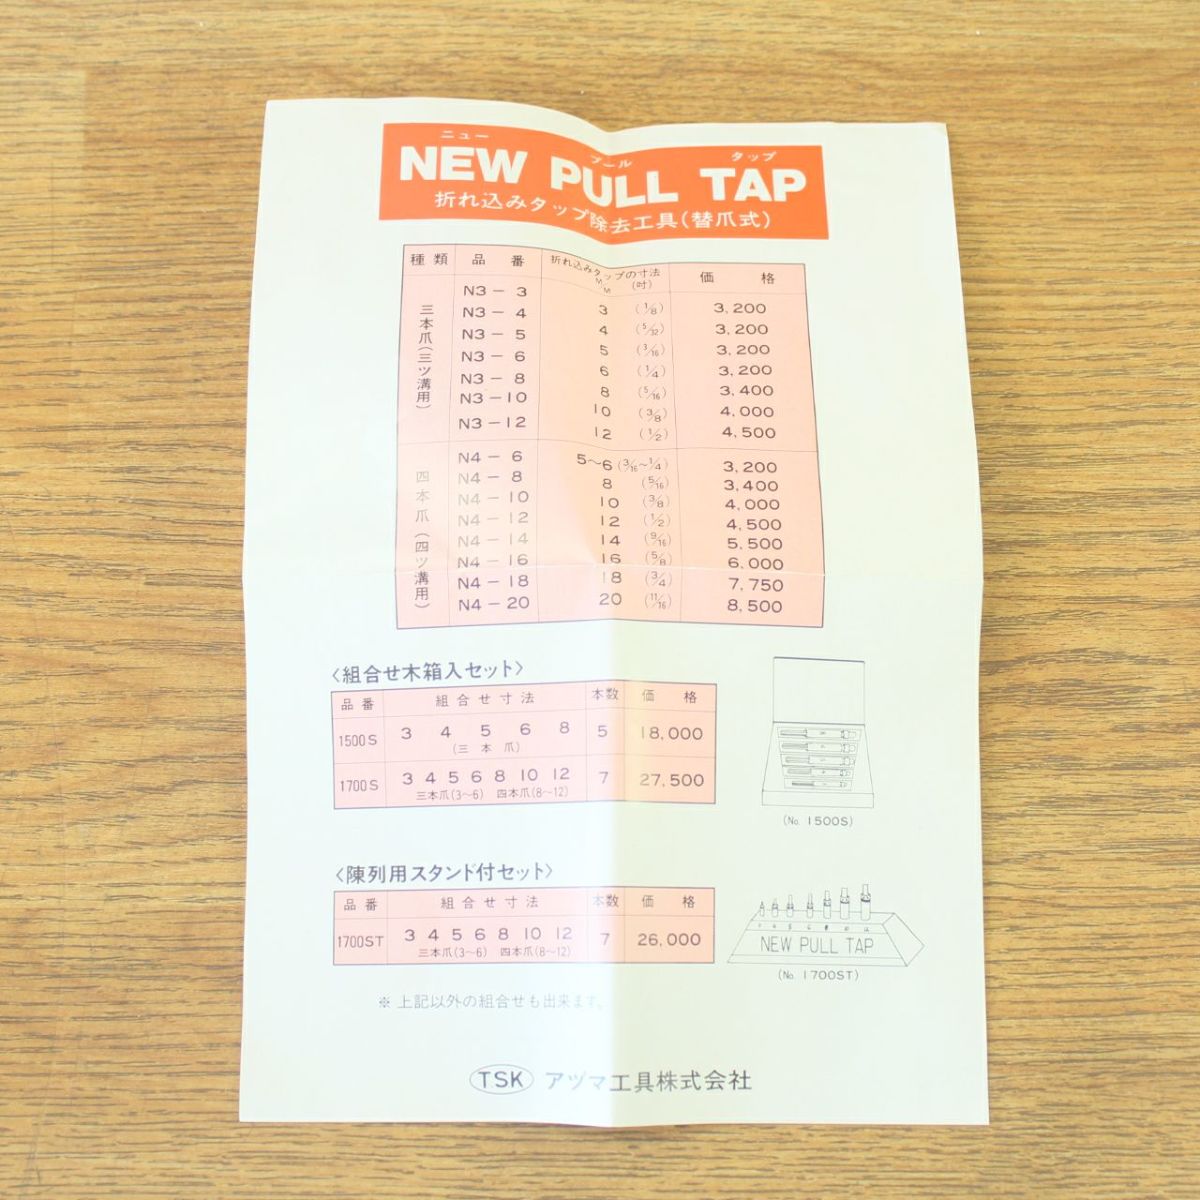 ニュー プール タップ
NEW PULL TAP
折れ込みタップ除去工具(替爪式)
種類 品番 折れ込みタップの寸法 MM (吋) 価格
三本爪(三ツ溝用)
N3-3 3 (1/8) 3,200
N3-4 4 (5/32) 3,200
N3-5 5 (3/16) 3,200
N3-6 6 (1/4) 3,200
N3-8 8 (5/16) 3,400
N3-10 10 (3/8) 4,000
N3-12 12 (1/2) 4,500
四本爪(四ツ溝用)
N4-6 5~6 (3/16~1/4) 3,200
N4-8 8 (5/16) 3,400
N4-10 10 (3/8) 4,000
N4-12 12 (1/2) 4,500
N4-14 14 (9/16) 5,500
N4-16 16 (5/8) 6,000
N4-18 18 (3/4) 7,750
N4-20 20 (11/16) 8,500
〈組合せ木箱入セット〉
品番 組合せ寸法 本数 価格
1500S 3 4 5 6 8 5 18,000
(三本爪)
1700S 3 4 5 6 8 10 12 7 27,500
三本爪(3~6) 四本爪(8~12)
(No. 1500S)
〈陳列用スタンド付セット〉
品番 組合せ寸法 本数 価格
1700ST 3 4 5 6 8 10 12 7 26,000
三本爪(3~6) 四本爪(8~12)
NEW PULL TAP
(No. 1700ST)
※ 上記以外の組合せも出来ます。
TSK アヅマ工具株式会社